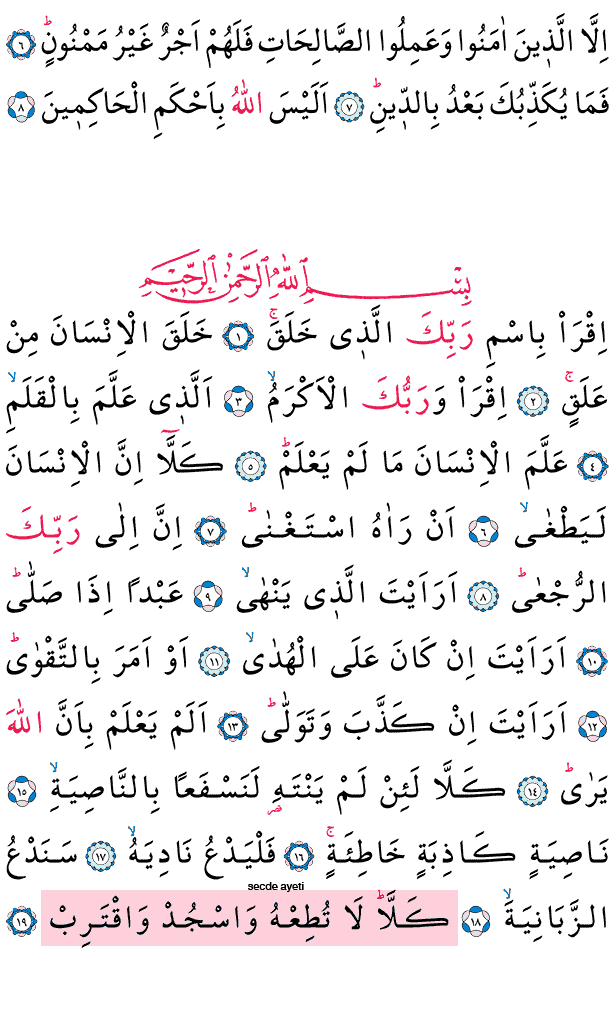 اِلَّا الَّذ۪ينَ اٰمَنُوا وَعَمِلُوا الصَّالِحَاتِ فَلَهُمْ اَجْرٌ غَيْرُ مَمْنُونٍۜ ﴿٦﴾
فَمَا يُكَذِّبُكَ بَعْدُ بِالدّ۪ينِۜ ﴿٧﴾ اَلَيْسَ اللّٰهُ بِاَحْكَمِ الْحَاكِم۪ينَ ﴿٨﴾
بِسْمِ اللّٰهِ الرَّحْمٰنِ الرَّح۪يمِ
اِقْرَاْ بِاسْمِ رَبِّكَ الَّذ۪ي خَلَقَۚ ﴿١﴾ خَلَقَ الْاِنْسَانَ مِنْ
عَلَقٍۚ ﴿٢﴾ اِقْرَاْ وَرَبُّكَ الْاَكْرَمُۙ ﴿٣﴾ اَلَّذ۪ي عَلَّمَ بِالْقَلَمِۙ
﴿٤﴾ عَلَّمَ الْاِنْسَانَ مَا لَمْ يَعْلَمْۜ ﴿٥﴾ كَلَّٓا اِنَّ الْاِنْسَانَ
لَيَطْغٰىۙ ﴿٦﴾ اَنْ رَاٰهُ اسْتَغْنٰىۜ ﴿٧﴾ اِنَّ اِلٰى رَبِّكَ
الرُّجْعٰىۜ ﴿٨﴾ اَرَاَيْتَ الَّذ۪ي يَنْهٰىۙ ﴿٩﴾ عَبْدًا اِذَا صَلّٰىۜ
﴿١٠﴾ اَرَاَيْتَ اِنْ كَانَ عَلَى الْهُدٰىۙ ﴿١١﴾ اَوْ اَمَرَ بِالتَّقْوٰىۜ
﴿١٢﴾ اَرَاَيْتَ اِنْ كَذَّبَ وَتَوَلّٰىۜ ﴿١٣﴾ اَلَمْ يَعْلَمْ بِاَنَّ اللّٰهَ
يَرٰىۜ ﴿١٤﴾ كَلَّا لَئِنْ لَمْ يَنْتَهِ لَنَسْفَعًا بِالنَّاصِيَةِۙ ﴿١٥﴾
نَاصِيَةٍ كَاذِبَةٍ خَاطِئَةٍۚ ﴿١٦﴾ فَلْيَدْعُ نَادِيَهُۙ ﴿١٧﴾ سَنَدْعُ
secde ayeti
الزَّبَانِيَةَۙ ﴿١٨﴾ كَلَّاۜ لَا تُطِعْهُ وَاسْجُدْ وَاقْتَرِبْ ﴿١٩﴾